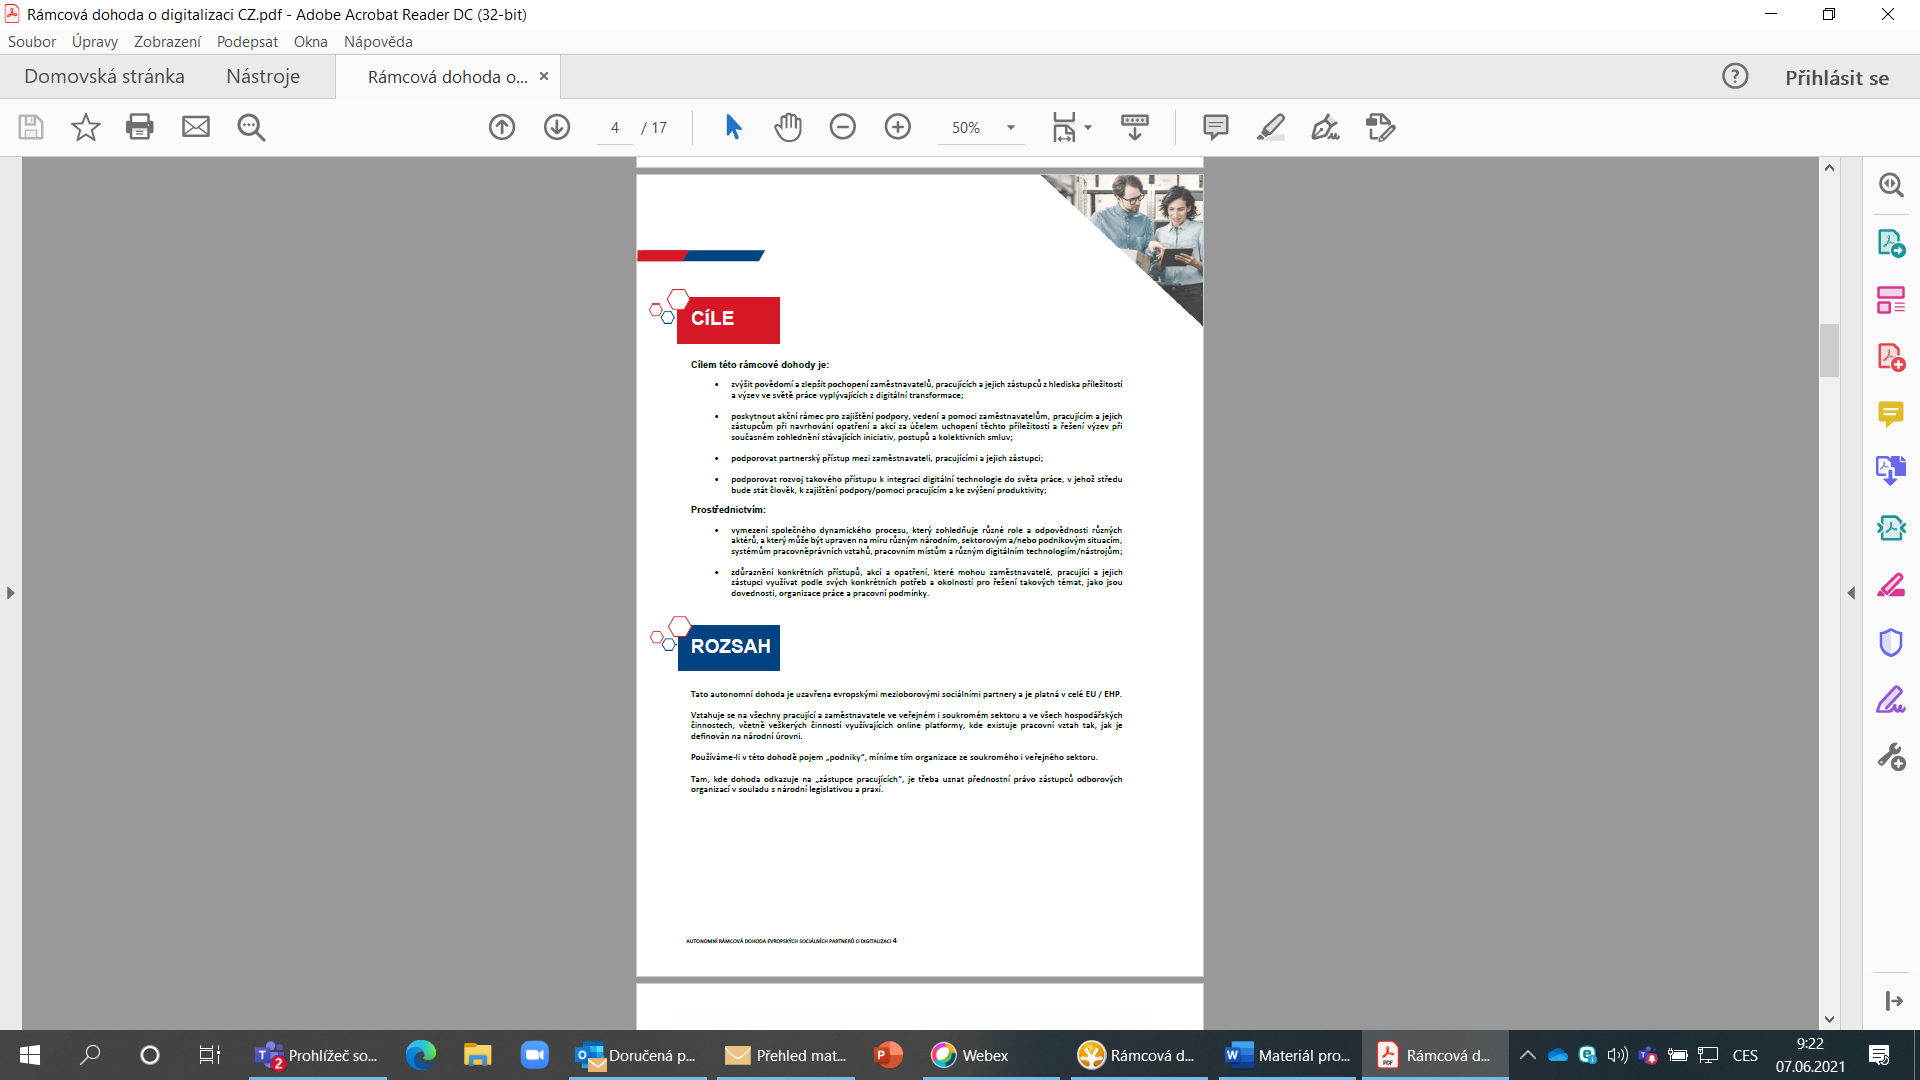 Rámcová dohoda o digitalizaci CZ.pdf - Adobe Acrobat Reader DC (32-bit)
Soubor Úpravy Zobrazení Podepsat Okna Nápověda
Domovská stránka Nástroje Rámcová dohoda o... × ? Přihlásit se
4 / 17 50%
CÍLE
Cílem této rámcové dohody je:
• zvýšit povědomí a zlepšit pochopení zaměstnavatelů, pracujících a jejich zástupců z hlediska příležitostí
a výzev ve světě práce vyplývajících z digitální transformace;
• poskytnout akční rámec pro zajištění podpory, vedení a pomoci zaměstnavatelům, pracujícím a jejich
zástupcům při navrhování opatření a akcí za účelem uchopení těchto příležitostí a řešení výzev při
současném zohlednění stávajících iniciativ, postupů a kolektivních smluv;
• podporovat partnerský přístup mezi zaměstnavateli, pracujícími a jejich zástupci;
• podporovat rozvoj takového přístupu k integraci digitální technologie do světa práce, v jehož středu
bude stát člověk, k zajištění podpory/pomoci pracujícím a ke zvýšení produktivity;
Prostřednictvím:
• vymezení společného dynamického procesu, který zohledňuje různé role a odpovědnosti různých
aktérů, a který může být upraven na míru různým národním, sektorovým a/nebo podnikovým situacím,
systémům pracovněprávních vztahů, pracovním místům a různým digitálním technologiím/nástrojům;
• zdůraznění konkrétních přístupů, akcí a opatření, které mohou zaměstnavatelé, pracující a jejich
zástupci využívat podle svých konkrétních potřeb a okolností pro řešení takových témat, jako jsou
dovednosti, organizace práce a pracovní podmínky.
ROZSAH
Tato autonomní dohoda je uzavřena evropskými mezioborovými sociálními partnery a je platná v celé EU / EHP.
Vztahuje se na všechny pracující a zaměstnavatele ve veřejném i soukromém sektoru a ve všech hospodářských
činnostech, včetně veškerých činností využívajících online platformy, kde existuje pracovní vztah tak, jak je
definován na národní úrovni.
Používáme-li v této dohodě pojem „podniky“, míníme tím organizace ze soukromého i veřejného sektoru.
Tam, kde dohoda odkazuje na „zástupce pracujících“, je třeba uznat přednostní právo zástupců odborových
organizací v souladu s národní legislativou a praxí.
AUTONOMNÍ RÁMCOVÁ DOHODA EVROPSKÝCH SOCIÁLNÍCH PARTNERŮ O DIGITALIZACI 4
2 Prohlížeč so... Doručená p... Přehled mat... Webex Rámcová d... Materiál pro... Rámcová d... CES
9:22
07.06.2021